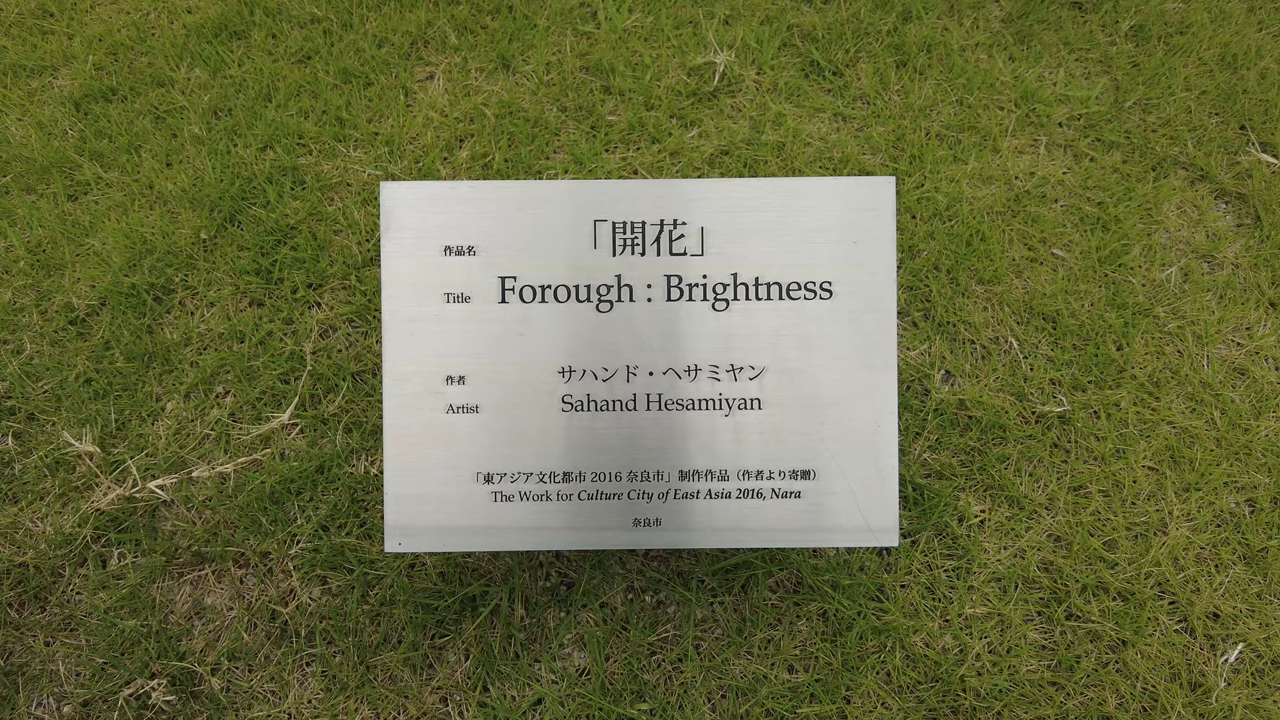 作品名 「開花」
Title Forough : Brightness
作者 サハンド・ヘサミヤン
Artist Sahand Hesamiyan
「東アジア文化都市 2016 奈良市」制作作品（作者より寄贈）
The Work for Culture City of East Asia 2016, Nara
奈良市